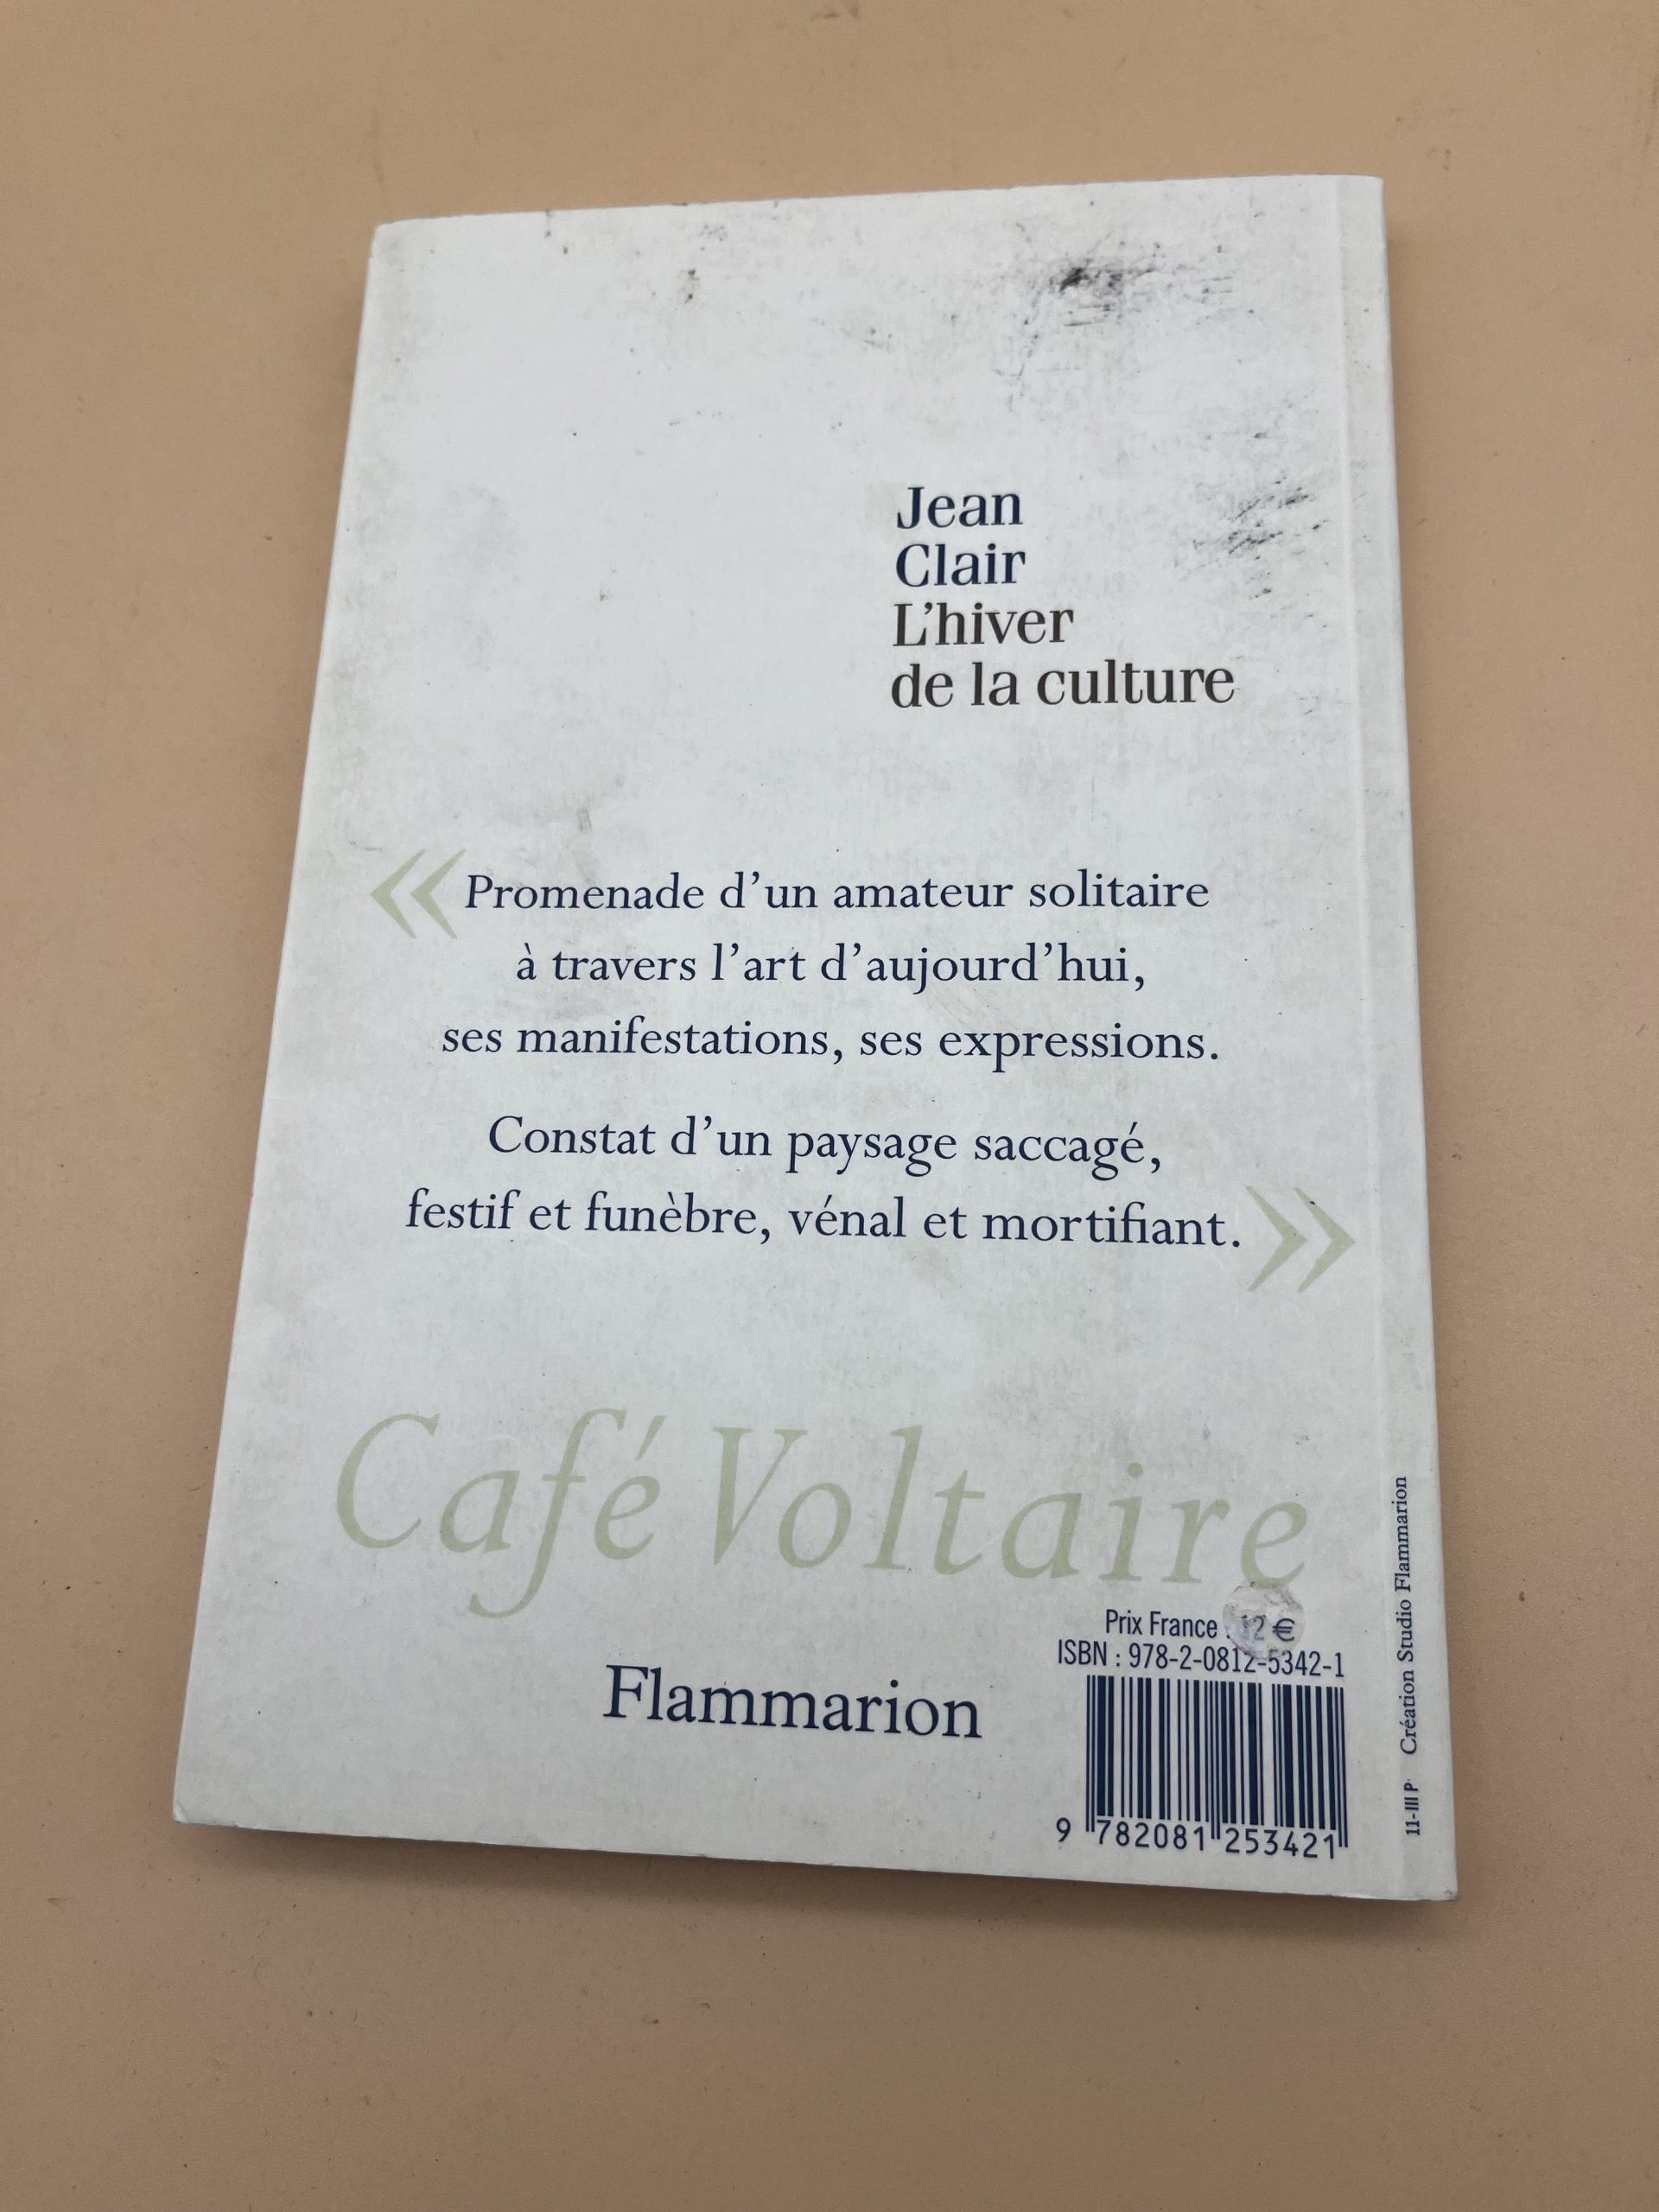 Jean
Clair
L'hiver
de la culture
« Promenade d'un amateur solitaire
à travers l'art d'aujourd'hui,
ses manifestations, ses expressions.
Constat d'un paysage saccagé,
festif et funèbre, vénal et mortifiant. »
Café Voltaire
Prix France : 12 €
ISBN : 978-2-0812-5342-1
Flammarion
9 782081 253421
11-III P Création Studio Flammarion